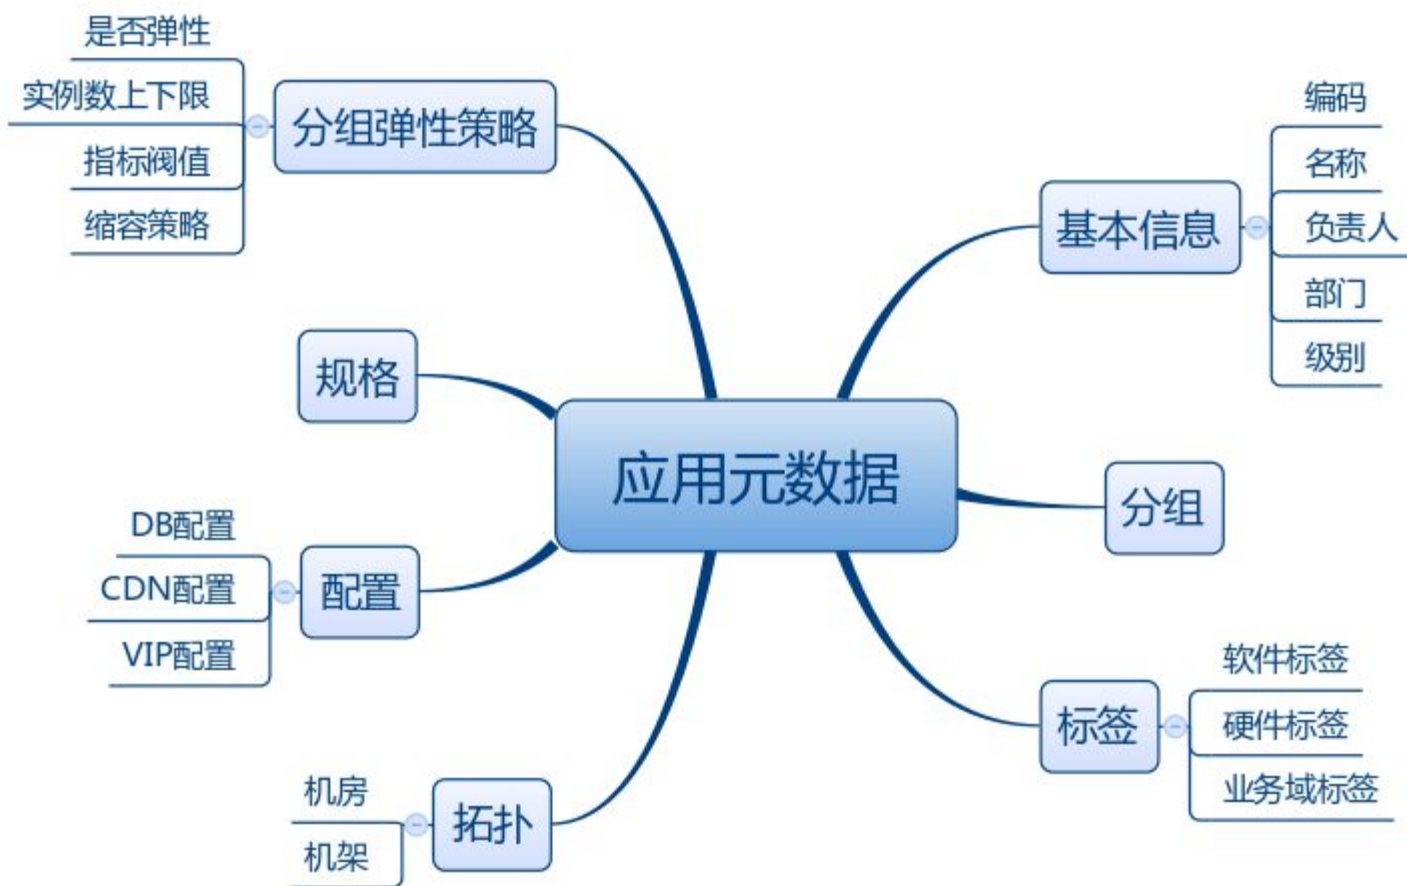 应用元数据
基本信息
编码
名称
负责人
部门
级别
分组
标签
软件标签
硬件标签
业务域标签
分组弹性策略
是否弹性
实例数上下限
指标阀值
缩容策略
规格
配置
DB配置
CDN配置
VIP配置
拓扑
机房
机架